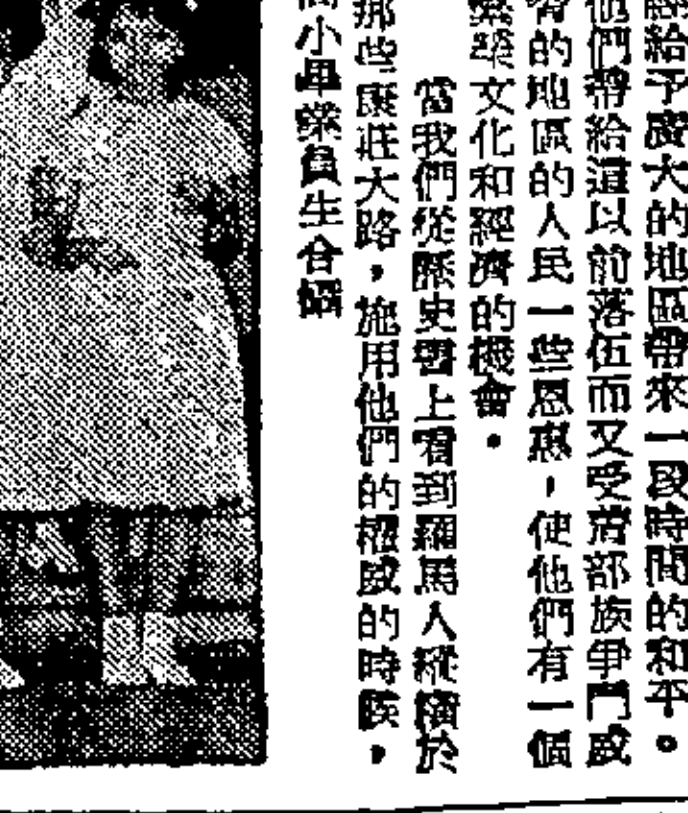 給予廣大的地區帶來一段時間的和平。
他們帶給這以前落伍而又受着部族爭鬥威
脅的地區的人民一些恩惠，使他們有一個
繁榮文化和經濟的機會。
當我們從歷史書上看到羅馬人縱橫於
那些康莊大路，施用他們的權威的時候，
小畢業員生合攝